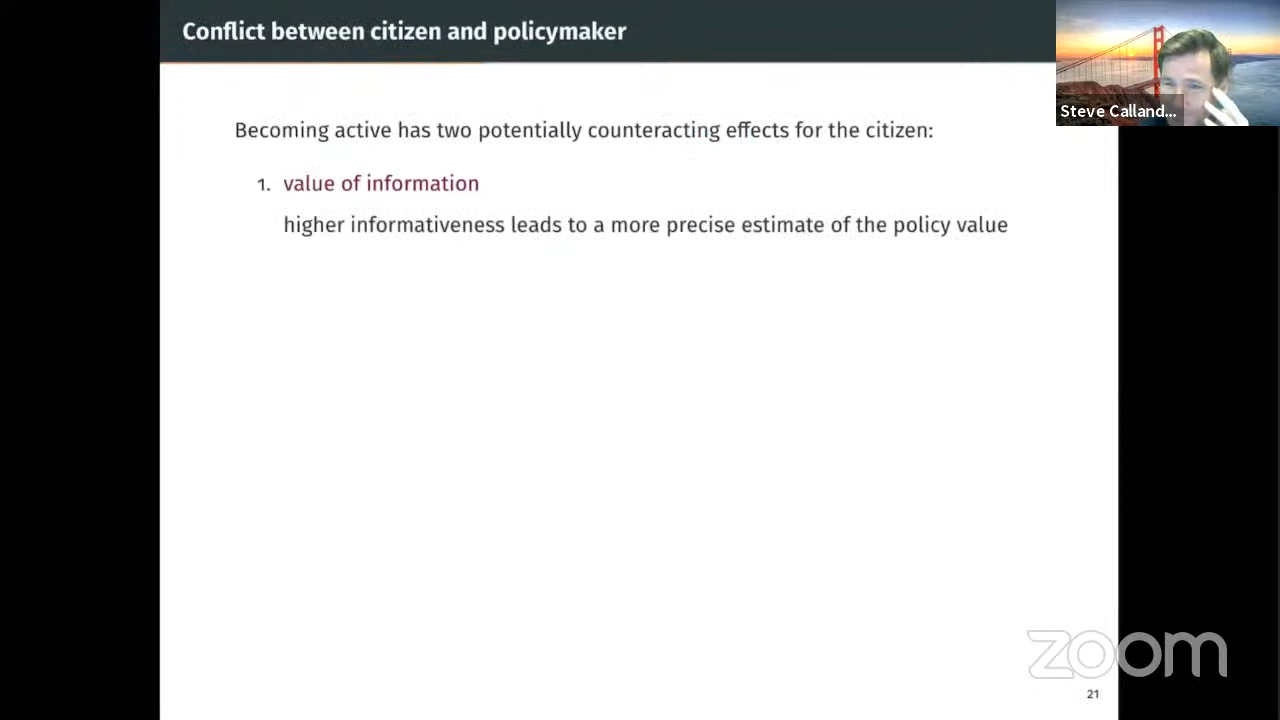 Conflict between citizen and policymaker
Steve Calland...
Becoming active has two potentially counteracting effects for the citizen:
1. value of information
higher informativeness leads to a more precise estimate of the policy value
zoom
21